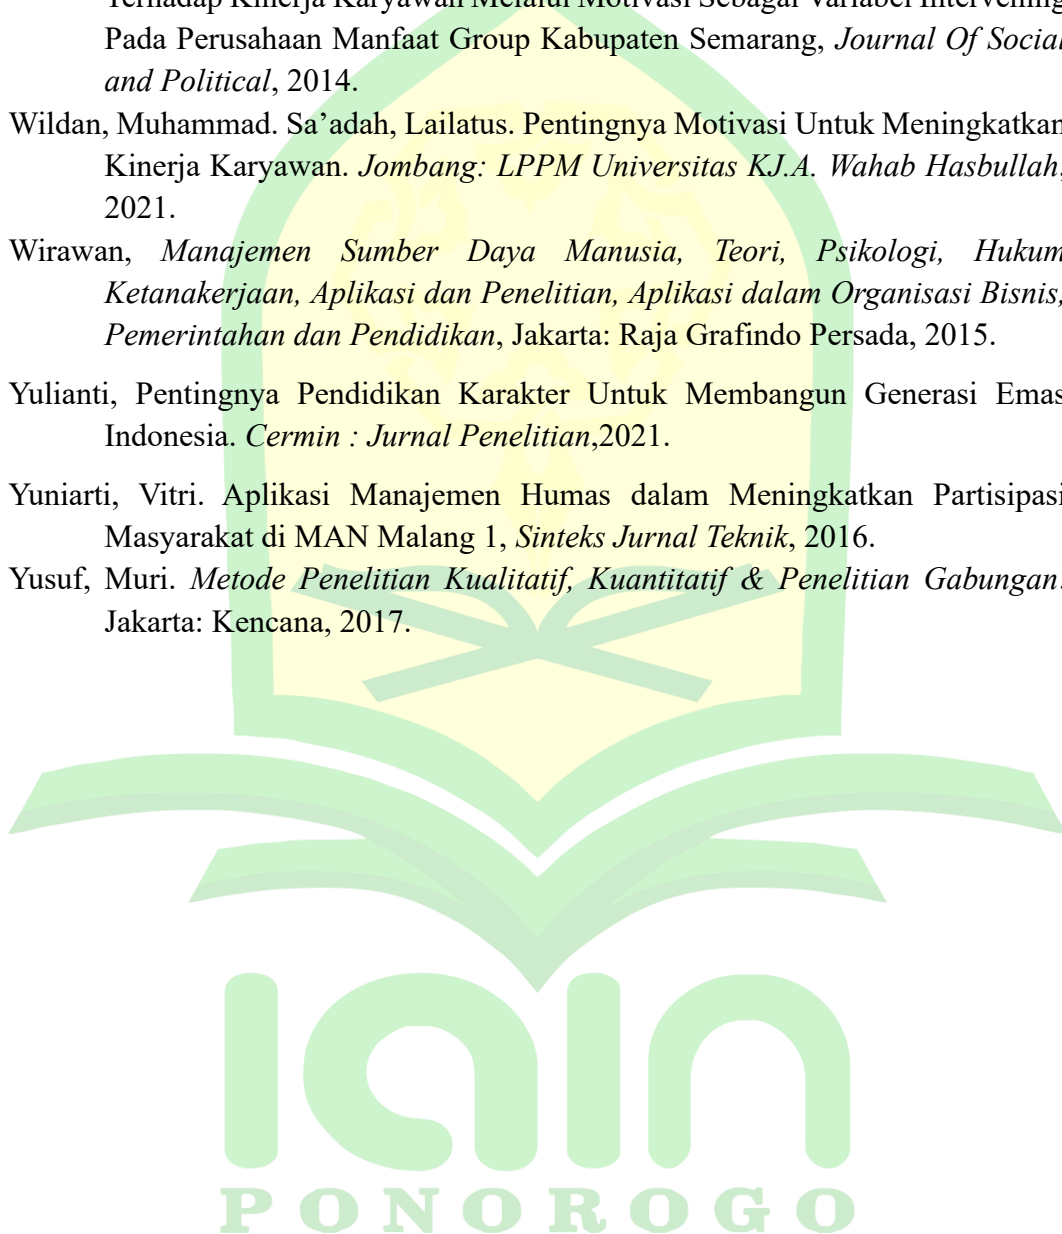 Terhadap Kinerja Karyawan Melalui Motivasi Sebagai Variabel Intervening
Pada Perusahaan Manfaat Group Kabupaten Semarang, Journal Of Social
and Political, 2014.
Wildan, Muhammad. Sa’adah, Lailatus. Pentingnya Motivasi Untuk Meningkatkan
Kinerja Karyawan. Jombang: LPPM Universitas KJ.A. Wahab Hasbullah,
2021.
Wirawan, Manajemen Sumber Daya Manusia, Teori, Psikologi, Hukum
Ketanakerjaan, Aplikasi dan Penelitian, Aplikasi dalam Organisasi Bisnis,
Pemerintahan dan Pendidikan, Jakarta: Raja Grafindo Persada, 2015.
Yulianti, Pentingnya Pendidikan Karakter Untuk Membangun Generasi Emas
Indonesia. Cermin : Jurnal Penelitian,2021.
Yuniarti, Vitri. Aplikasi Manajemen Humas dalam Meningkatkan Partisipasi
Masyarakat di MAN Malang 1, Sinteks Jurnal Teknik, 2016.
Yusuf, Muri. Metode Penelitian Kualitatif, Kuantitatif & Penelitian Gabungan.
Jakarta: Kencana, 2017.
IAIN
PONOROGO